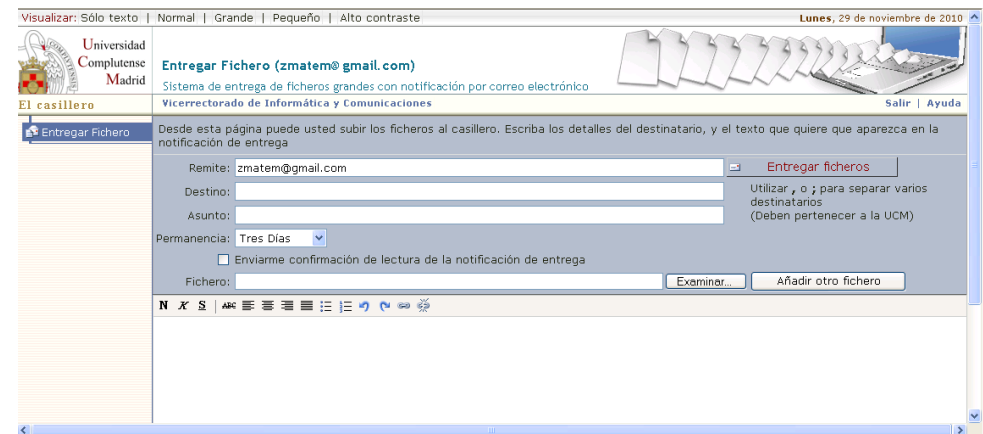 Visualizar: Sólo texto | Normal | Grande | Pequeño | Alto contraste
Lunes, 29 de noviembre de 2010
Universidad
Complutense
Madrid
Entregar Fichero (zmatem@gmail.com)
Sistema de entrega de ficheros grandes con notificación por correo electrónico
El casillero
Vicerrectorado de Informática y Comunicaciones
Salir | Ayuda
Entregar Fichero
Desde esta página puede usted subir los ficheros al casillero. Escriba los detalles del destinatario, y el texto que quiere que aparezca en la
notificación de entrega
Remite: zmatem@gmail.com
Entregar ficheros
Destino:
Utilizar , o ; para separar varios
destinatarios
(Deben pertenecer a la UCM)
Asunto:
Permanencia: Tres Días
Enviarme confirmación de lectura de la notificación de entrega
Fichero:
Examinar...
Añadir otro fichero
N K S ABC